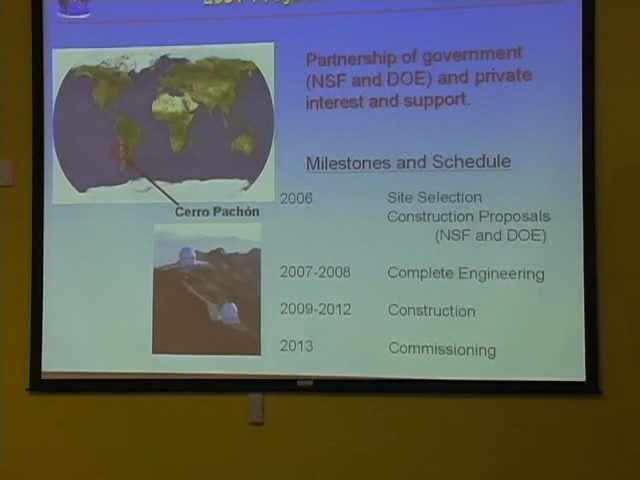 Partnership of government
(NSF and DOE) and private
interest and support.
Milestones and Schedule
Cerro Pachón
2006 Site Selection
Construction Proposals
(NSF and DOE)
2007-2008 Complete Engineering
2009-2012 Construction
2013 Commissioning